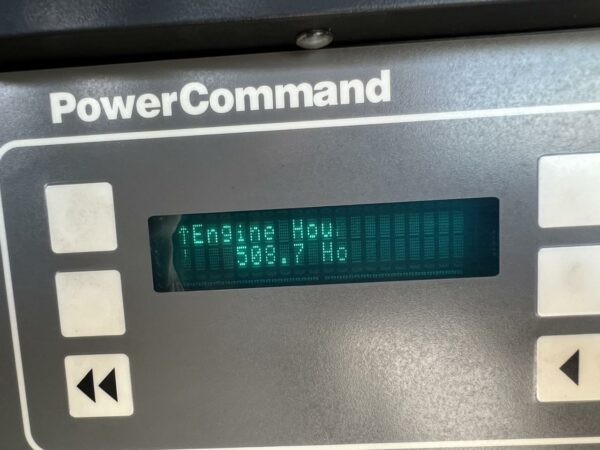 PowerCommand
↑Engine Hou
508.7 Ho